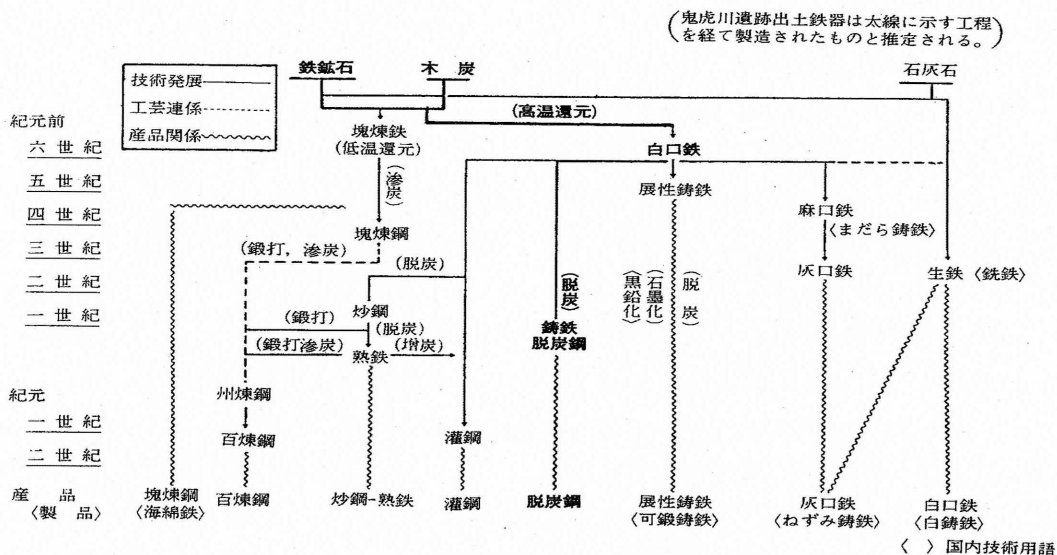 (鬼虎川遺跡出土鉄器は太線に示す工程
を経て製造されたものと推定される。)
鉄鉱石
木炭
石灰石
技術発展
工芸連係
産品関係
(高温還元)
紀元前
六世紀
五世紀
四世紀
三世紀
二世紀
一世紀
塊煉鉄
(低温還元)
白口鉄
(滲炭)
展性鋳鉄
麻口鉄
〈まだら鋳鉄〉
塊煉鋼
(鍛打,滲炭)
(脱炭)
灰口鉄
生鉄〈銑鉄〉
(脱炭)
〈黒鉛化〉
(石墨化)
(脱炭)
炒鋼
(鍛打)
(脱炭)
鋳鉄
脱炭鋼
(鍛打滲炭)
熟鉄
(増炭)
州煉鋼
紀元
一世紀
二世紀
百煉鋼
灌鋼
産品
〈製品〉
塊煉鋼
〈海綿鉄〉
百煉鋼
炒鋼-熟鉄
灌鋼
脱炭鋼
展性鋳鉄
〈可鍛鋳鉄〉
灰口鉄
〈ねずみ鋳鉄〉
白口鉄
〈白鋳鉄〉
〈 〉国内技術用語